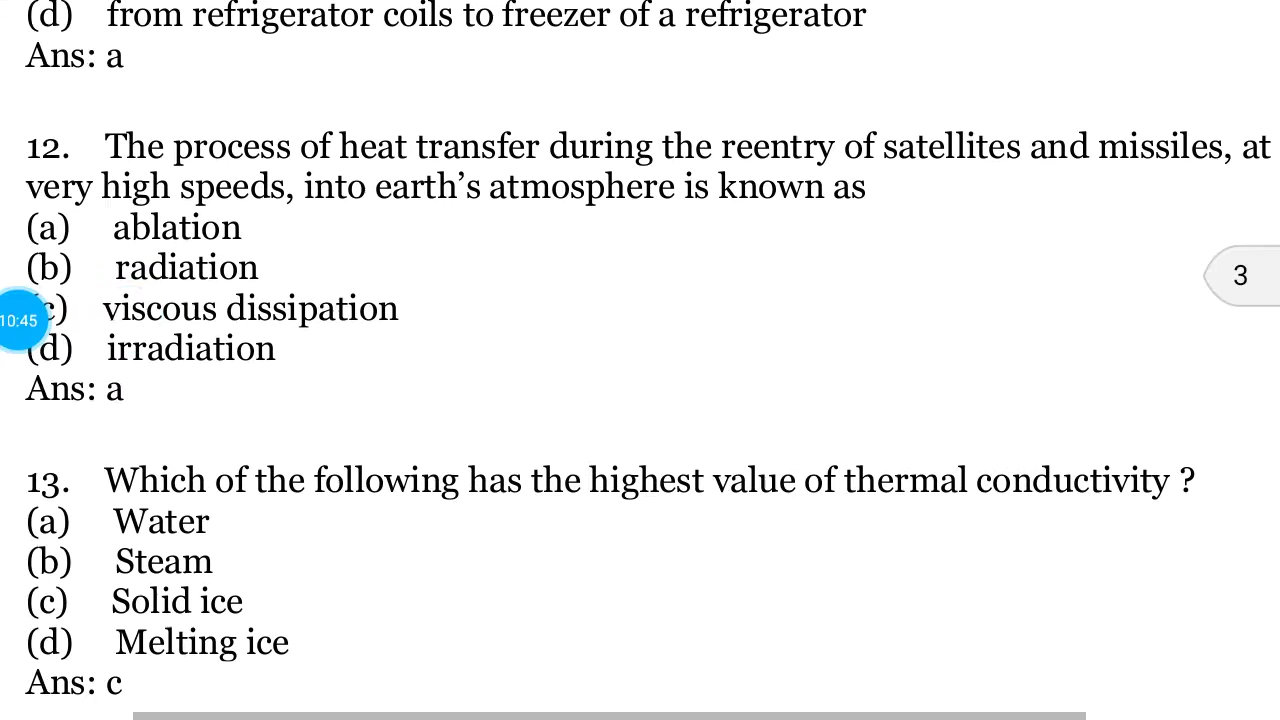 (d) from refrigerator coils to freezer of a refrigerator
Ans: a
12. The process of heat transfer during the reentry of satellites and missiles, at
very high speeds, into earth’s atmosphere is known as
(a) ablation
(b) radiation
3
c) viscous dissipation
10:45
(d) irradiation
Ans: a
13. Which of the following has the highest value of thermal conductivity ?
(a) Water
(b) Steam
(c) Solid ice
(d) Melting ice
Ans: c